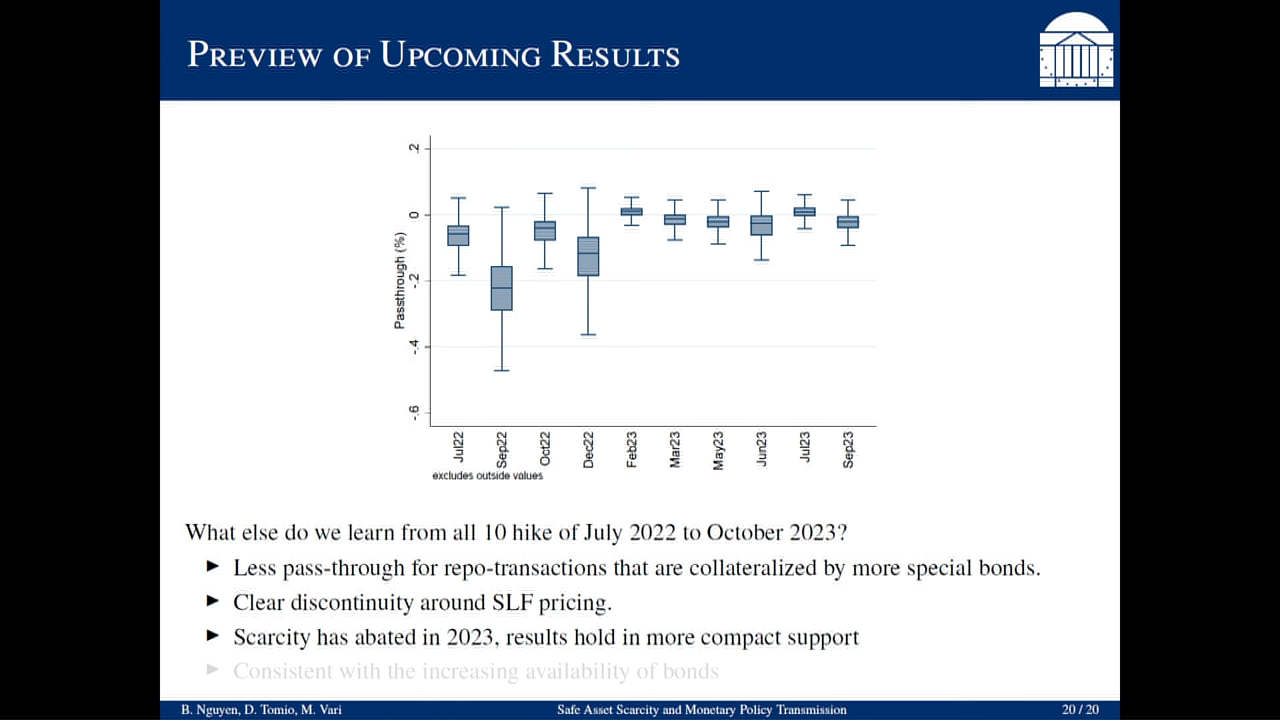 PREVIEW OF UPCOMING RESULTS
.2
0
-.2
-.4
-.6
Passthrough (%)
Jul22
Sep22
Oct22
Dec22
Feb23
Mar23
May23
Jun23
Jul23
Sep23
excludes outside values
What else do we learn from all 10 hike of July 2022 to October 2023?
► Less pass-through for repo-transactions that are collateralized by more special bonds.
► Clear discontinuity around SLF pricing.
► Scarcity has abated in 2023, results hold in more compact support
► Consistent with the increasing availability of bonds
B. Nguyen, D. Tomio, M. Vari
Safe Asset Scarcity and Monetary Policy Transmission
20 / 20